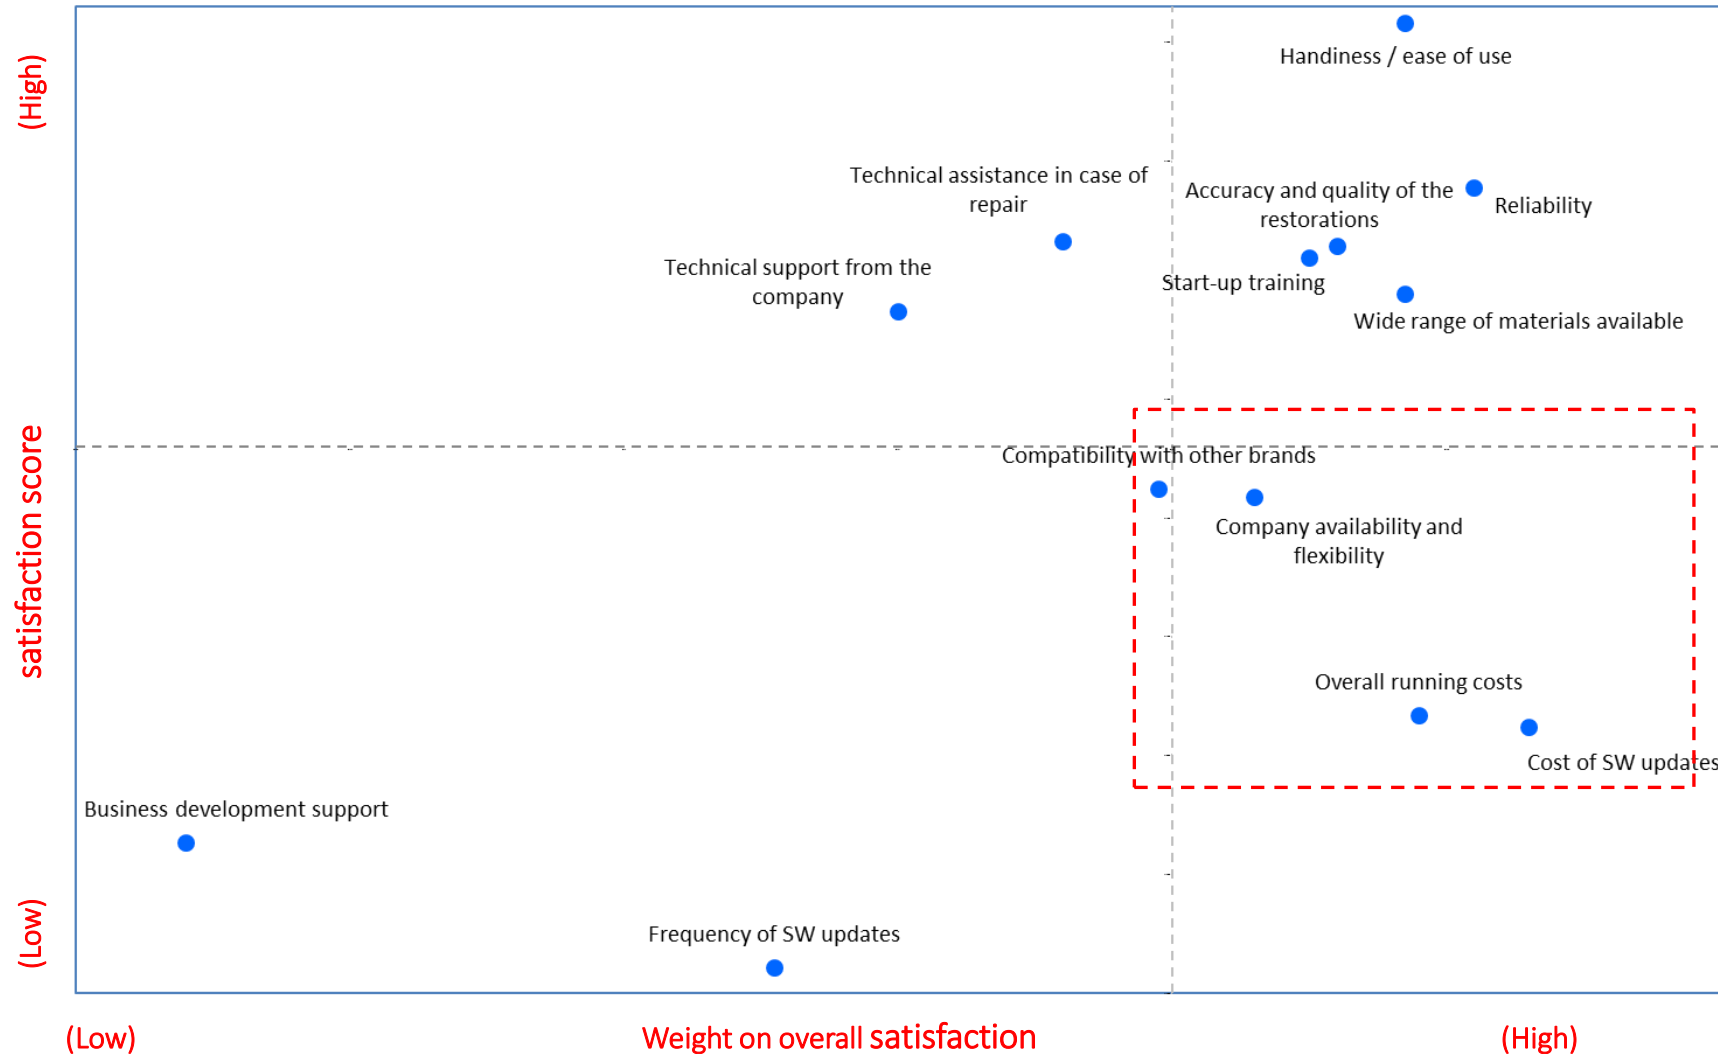 (High)
Handiness / ease of use
Technical assistance in case of
repair
Accuracy and quality of the
restorations
Reliability
Technical support from the
company
Start-up training
Wide range of materials available
satisfaction score
Compatibility with other brands
Company availability and
flexibility
Overall running costs
Cost of SW updates
Business development support
Frequency of SW updates
(Low)
(Low)
Weight on overall satisfaction
(High)